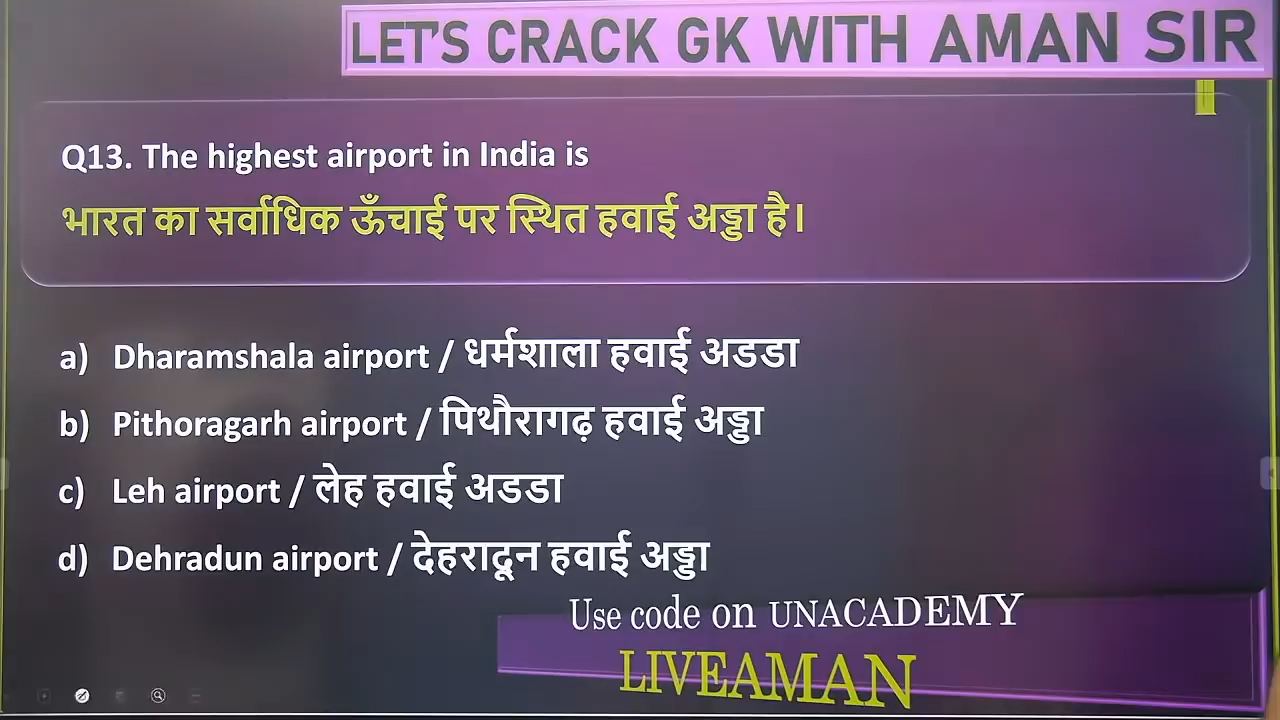 LET'S CRACK GK WITH AMAN SIR
Q13. The highest airport in India is
भारत का सर्वाधिक ऊँचाई पर स्थित हवाई अड्डा है।
a) Dharamshala airport / धर्मशाला हवाई अडडा
b) Pithoragarh airport / पिथौरागढ़ हवाई अड्डा
c) Leh airport / लेह हवाई अडडा
d) Dehradun airport / देहरादून हवाई अड्डा
Use code on UNACADEMY
LIVEAMAN